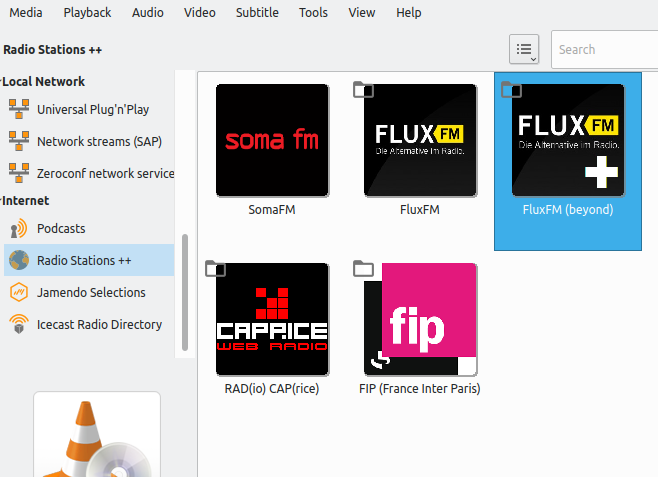 Media Playback Audio Video Subtitle Tools View Help
Radio Stations ++
Search
Local Network
Universal Plug'n'Play
Network streams (SAP)
Zeroconf network service
Internet
Podcasts
Radio Stations ++
Jamendo Selections
Icecast Radio Directory
soma fm
SomaFM
FLUX FM
Die Alternative im Radio.
FluxFM
FLUX FM
Die Alternative im Radio.
+
FluxFM (beyond)
CAPRICE
WEB RADIO
RAD(io) CAP(rice)
fip
FIP (France Inter Paris)